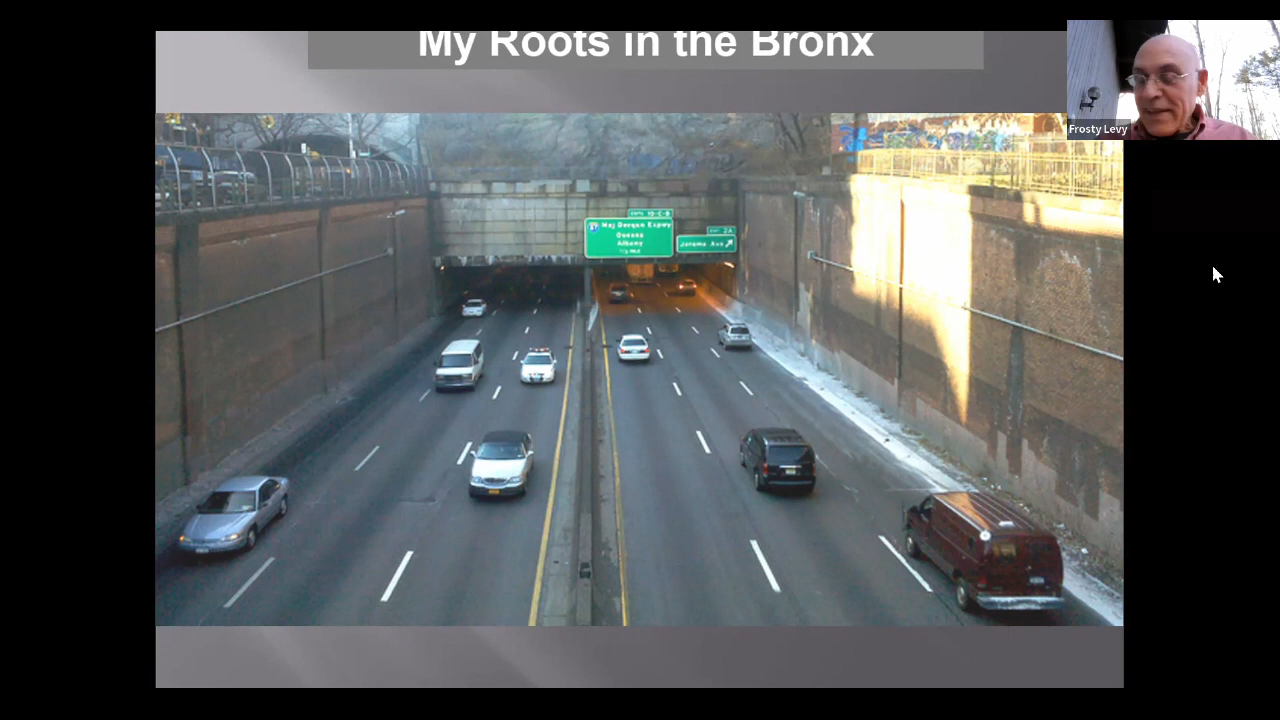 My Roots in the Bronx
Frosty Levy
Maj Deegan Expwy
Queens
Albany
Jerome Ave